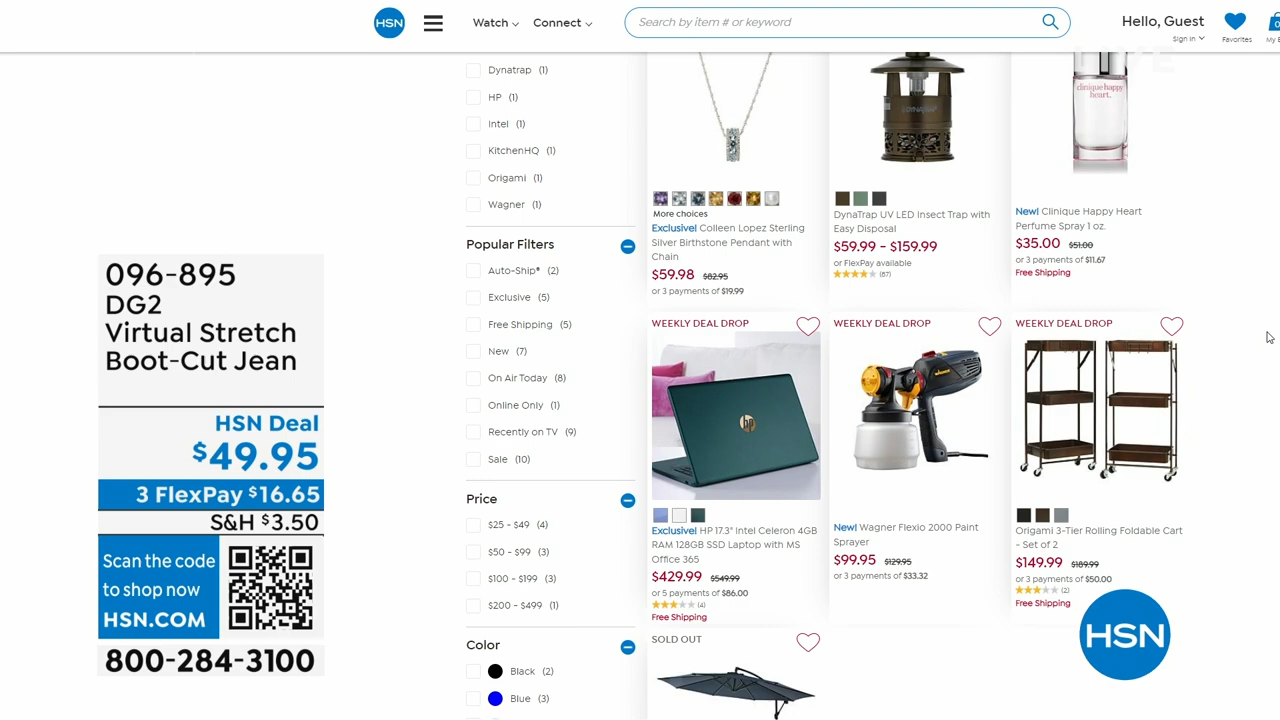 HSN
Watch
Connect
Search by item # or keyword
Hello, Guest
Sign In
Favorites
0
LIVE
Dynatrap (1)
HP (1)
Intel (1)
KitchenHQ (1)
Origami (1)
Wagner (1)
Popular Filters
Auto-Ship® (2)
Exclusive (5)
Free Shipping (5)
New (7)
On Air Today (8)
Online Only (1)
Recently on TV (9)
Sale (10)
Price
$25 - $49 (4)
$50 - $99 (3)
$100 - $199 (3)
$200 - $499 (1)
Color
Black (2)
Blue (3)
More choices
Exclusive! Colleen Lopez Sterling
Silver Birthstone Pendant with
Chain
$59.98 $82.95
or 3 payments of $19.99
DYNATRAP
DynaTrap UV LED Insect Trap with
Easy Disposal
$59.99 - $159.99
or FlexPay available
(67)
clinique happy
heart.
New! Clinique Happy Heart
Perfume Spray 1 oz.
$35.00 $51.00
or 3 payments of $11.67
Free Shipping
WEEKLY DEAL DROP
hp
Exclusive! HP 17.3" Intel Celeron 4GB
RAM 128GB SSD Laptop with MS
Office 365
$429.99 $549.99
or 5 payments of $86.00
(4)
Free Shipping
WEEKLY DEAL DROP
New! Wagner Flexio 2000 Paint
Sprayer
$99.95 $129.95
or 3 payments of $33.32
WEEKLY DEAL DROP
Origami 3-Tier Rolling Foldable Cart
- Set of 2
$149.99 $189.99
or 3 payments of $50.00
(2)
Free Shipping
SOLD OUT
HSN
096-895
DG2
Virtual Stretch
Boot-Cut Jean
HSN Deal
$49.95
3 FlexPay $16.65
S&H $3.50
Scan the code
to shop now
HSN.COM
800-284-3100